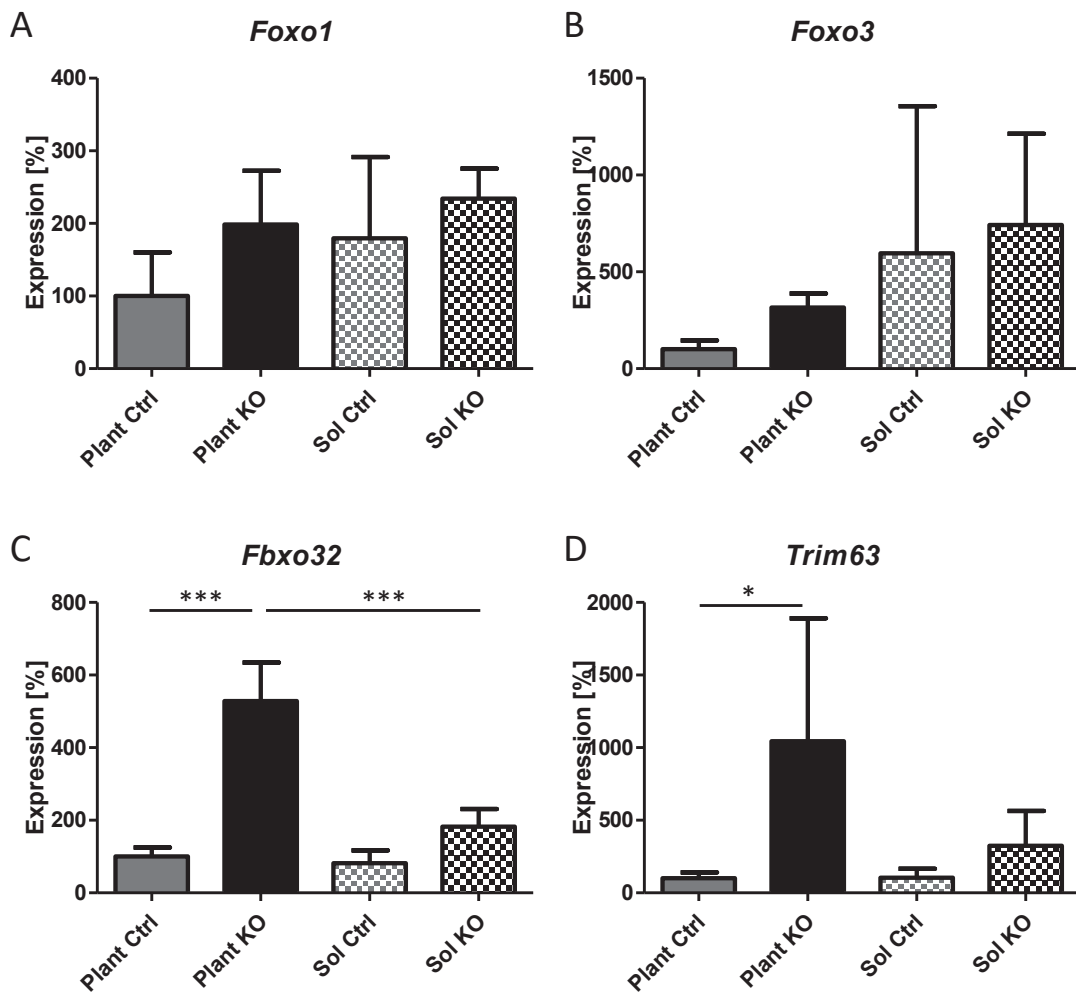 A
Foxo1
Expression [%]
400
300
200
100
0
Plant Ctrl
Plant KO
Sol Ctrl
Sol KO
B
Foxo3
Expression [%]
1500
1000
500
0
Plant Ctrl
Plant KO
Sol Ctrl
Sol KO
C
Fbxo32
*** ***
Expression [%]
800
600
400
200
0
Plant Ctrl
Plant KO
Sol Ctrl
Sol KO
D
Trim63
*
Expression [%]
2000
1500
1000
500
0
Plant Ctrl
Plant KO
Sol Ctrl
Sol KO